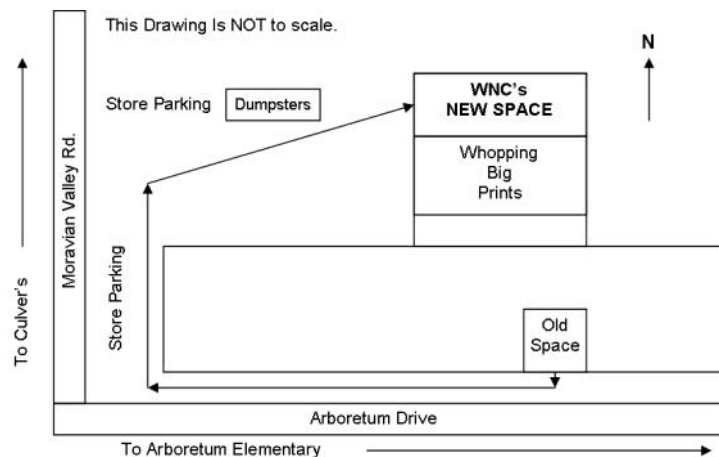 This Drawing Is NOT to scale.
N
Store Parking
Dumpsters
WNC's
NEW SPACE
Whopping
Big
Prints
Moravian Valley Rd.
To Culver's
Store Parking
Old
Space
Arboretum Drive
To Arboretum Elementary